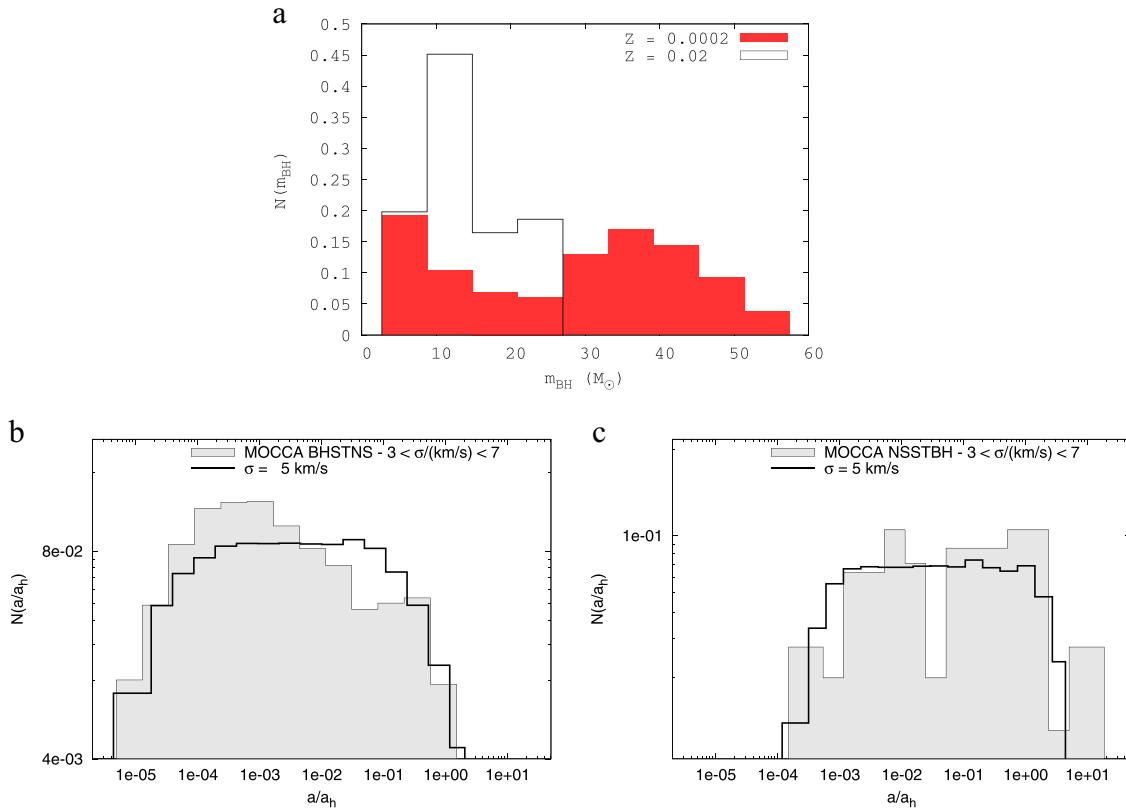 a
0.5
0.45
0.4
0.35
0.3
0.25
0.2
0.15
0.1
0.05
0
N(m_BH)
Z = 0.0002
Z = 0.02
0 10 20 30 40 50 60
m_BH (M_⊙)
b
MOCCA BHSTNS - 3 < σ/(km/s) < 7
σ = 5 km/s
8e-02
4e-03
N(a/a_h)
1e-05 1e-04 1e-03 1e-02 1e-01 1e+00 1e+01
a/a_h
c
MOCCA NSSTBH - 3 < σ/(km/s) < 7
σ = 5 km/s
1e-01
N(a/a_h)
1e-05 1e-04 1e-03 1e-02 1e-01 1e+00 1e+01
a/a_h